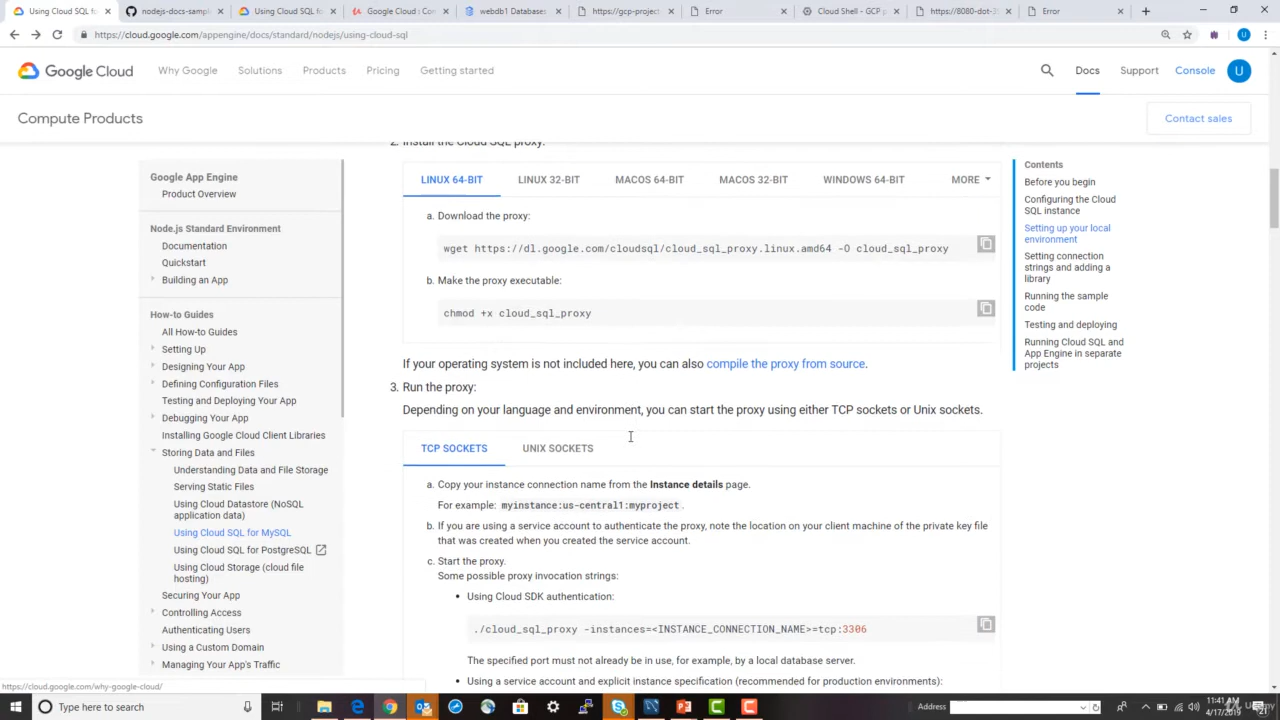 Using Cloud SQL fo
nodejs-docs-sampl
Using Cloud SQL fo
Google Cloud
webdb1 Databases
https://gcp-project
Error
Cloud Shell - GCP p
https://8080-dot-3
Error
https://cloud.google.com/appengine/docs/standard/nodejs/using-cloud-sql
U
Google Cloud
Why Google
Solutions
Products
Pricing
Getting started
Docs
Support
Console
U
Compute Products
Contact sales
2. Install the Cloud SQL proxy:
Google App Engine
Product Overview
Node.js Standard Environment
Documentation
Quickstart
Building an App
How-to Guides
All How-to Guides
Setting Up
Designing Your App
Defining Configuration Files
Testing and Deploying Your App
Debugging Your App
Installing Google Cloud Client Libraries
Storing Data and Files
Understanding Data and File Storage
Serving Static Files
Using Cloud Datastore (NoSQL
application data)
Using Cloud SQL for MySQL
Using Cloud SQL for PostgreSQL
Using Cloud Storage (cloud file
hosting)
Securing Your App
Controlling Access
Authenticating Users
Using a Custom Domain
Managing Your App's Traffic
LINUX 64-BIT
LINUX 32-BIT
MACOS 64-BIT
MACOS 32-BIT
WINDOWS 64-BIT
MORE
a. Download the proxy:
wget https://dl.google.com/cloudsql/cloud_sql_proxy.linux.amd64 -O cloud_sql_proxy
b. Make the proxy executable:
chmod +x cloud_sql_proxy
If your operating system is not included here, you can also compile the proxy from source.
3. Run the proxy:
Depending on your language and environment, you can start the proxy using either TCP sockets or Unix sockets.
TCP SOCKETS
UNIX SOCKETS
a. Copy your instance connection name from the Instance details page.
For example: myinstance:us-central1:myproject.
b. If you are using a service account to authenticate the proxy, note the location on your client machine of the private key file
that was created when you created the service account.
c. Start the proxy.
Some possible proxy invocation strings:
• Using Cloud SDK authentication:
./cloud_sql_proxy -instances=<INSTANCE_CONNECTION_NAME>=tcp:3306
The specified port must not already be in use, for example, by a local database server.
• Using a service account and explicit instance specification (recommended for production environments):
Contents
Before you begin
Configuring the Cloud
SQL instance
Setting up your local
environment
Setting connection
strings and adding a
library
Running the sample
code
Testing and deploying
Running Cloud SQL and
App Engine in separate
projects
https://cloud.google.com/why-google-cloud/
Type here to search
Address
11:41 AM
4/17/2019